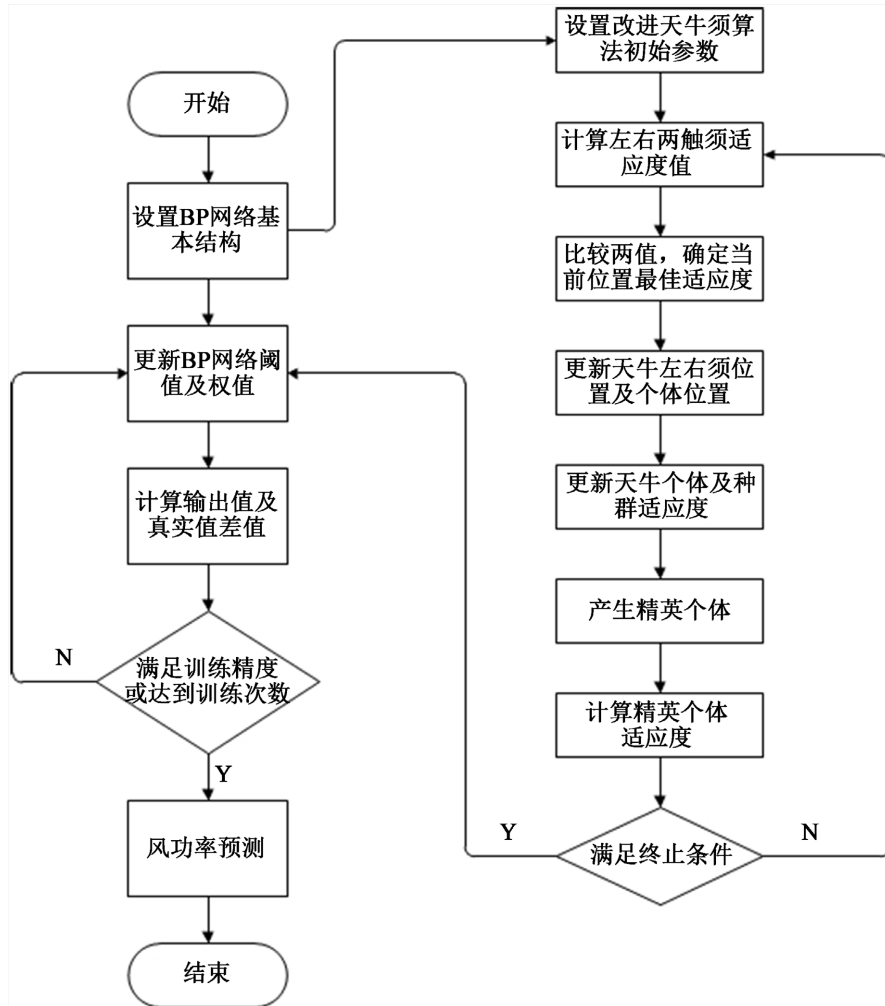 开始
设置BP网络基
本结构
更新BP网络阈
值及权值
计算输出值及
真实值差值
N
满足训练精度
或达到训练次数
Y
风功率预测
结束
设置改进天牛须算
法初始参数
计算左右两触须适
应度值
比较两值，确定当
前位置最佳适应度
更新天牛左右须位
置及个体位置
更新天牛个体及种
群适应度
产生精英个体
计算精英个体
适应度
Y
满足终止条件
N